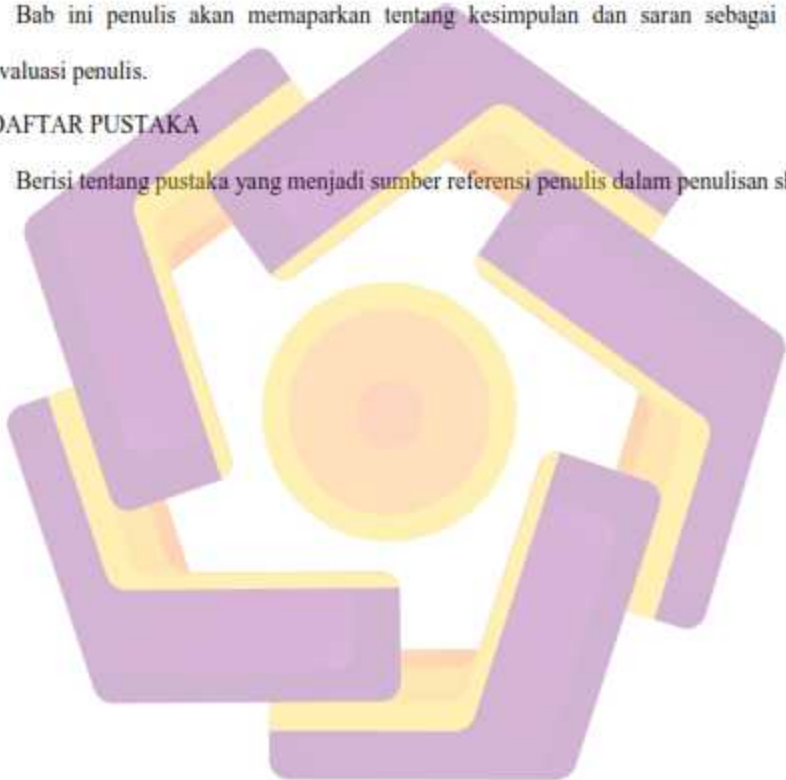 Bab ini penulis akan memaparkan tentang kesimpulan dan saran sebagai
valuasi penulis.
DAFTAR PUSTAKA
Berisi tentang pustaka yang menjadi sumber referensi penulis dalam penulisan